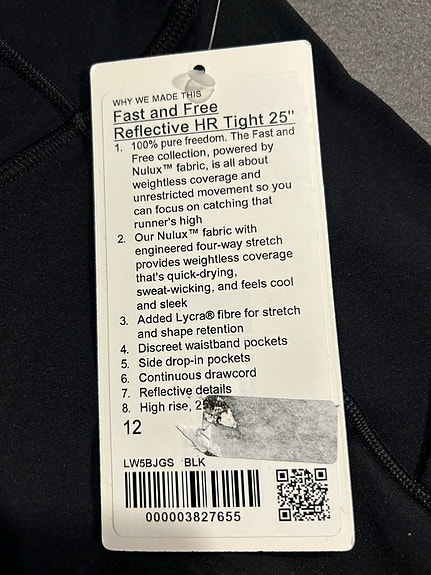 WHY WE MADE THIS
Fast and Free
Reflective HR Tight 25"
1. 100% pure freedom. The Fast and
Free collection, powered by
Nulux™ fabric, is all about
weightless coverage and
unrestricted movement so you
can focus on catching that
runner's high
2. Our Nulux™ fabric with
engineered four-way stretch
provides weightless coverage
that's quick-drying,
sweat-wicking, and feels cool
and sleek
3. Added Lycra® fibre for stretch
and shape retention
4. Discreet waistband pockets
5. Side drop-in pockets
6. Continuous drawcord
7. Reflective details
8. High rise,
12
LW5BJGS BLK
000003827655